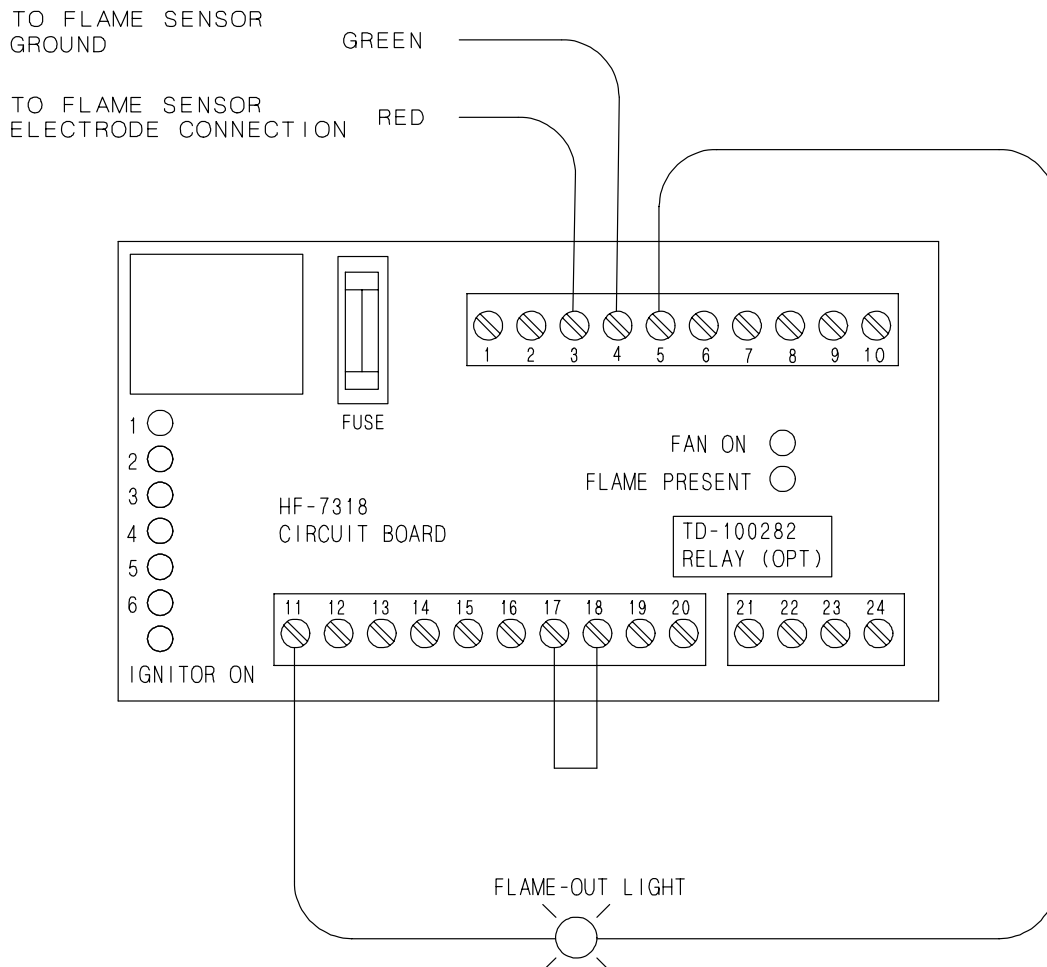 TO FLAME SENSOR
GROUND
GREEN
TO FLAME SENSOR
ELECTRODE CONNECTION
RED
1 2 3 4 5 6 7 8 9 10
FUSE
1
2
3
4
5
6
IGNITOR ON
FAN ON
FLAME PRESENT
HF-7318
CIRCUIT BOARD
TD-100282
RELAY (OPT)
11 12 13 14 15 16 17 18 19 20
21 22 23 24
FLAME-OUT LIGHT